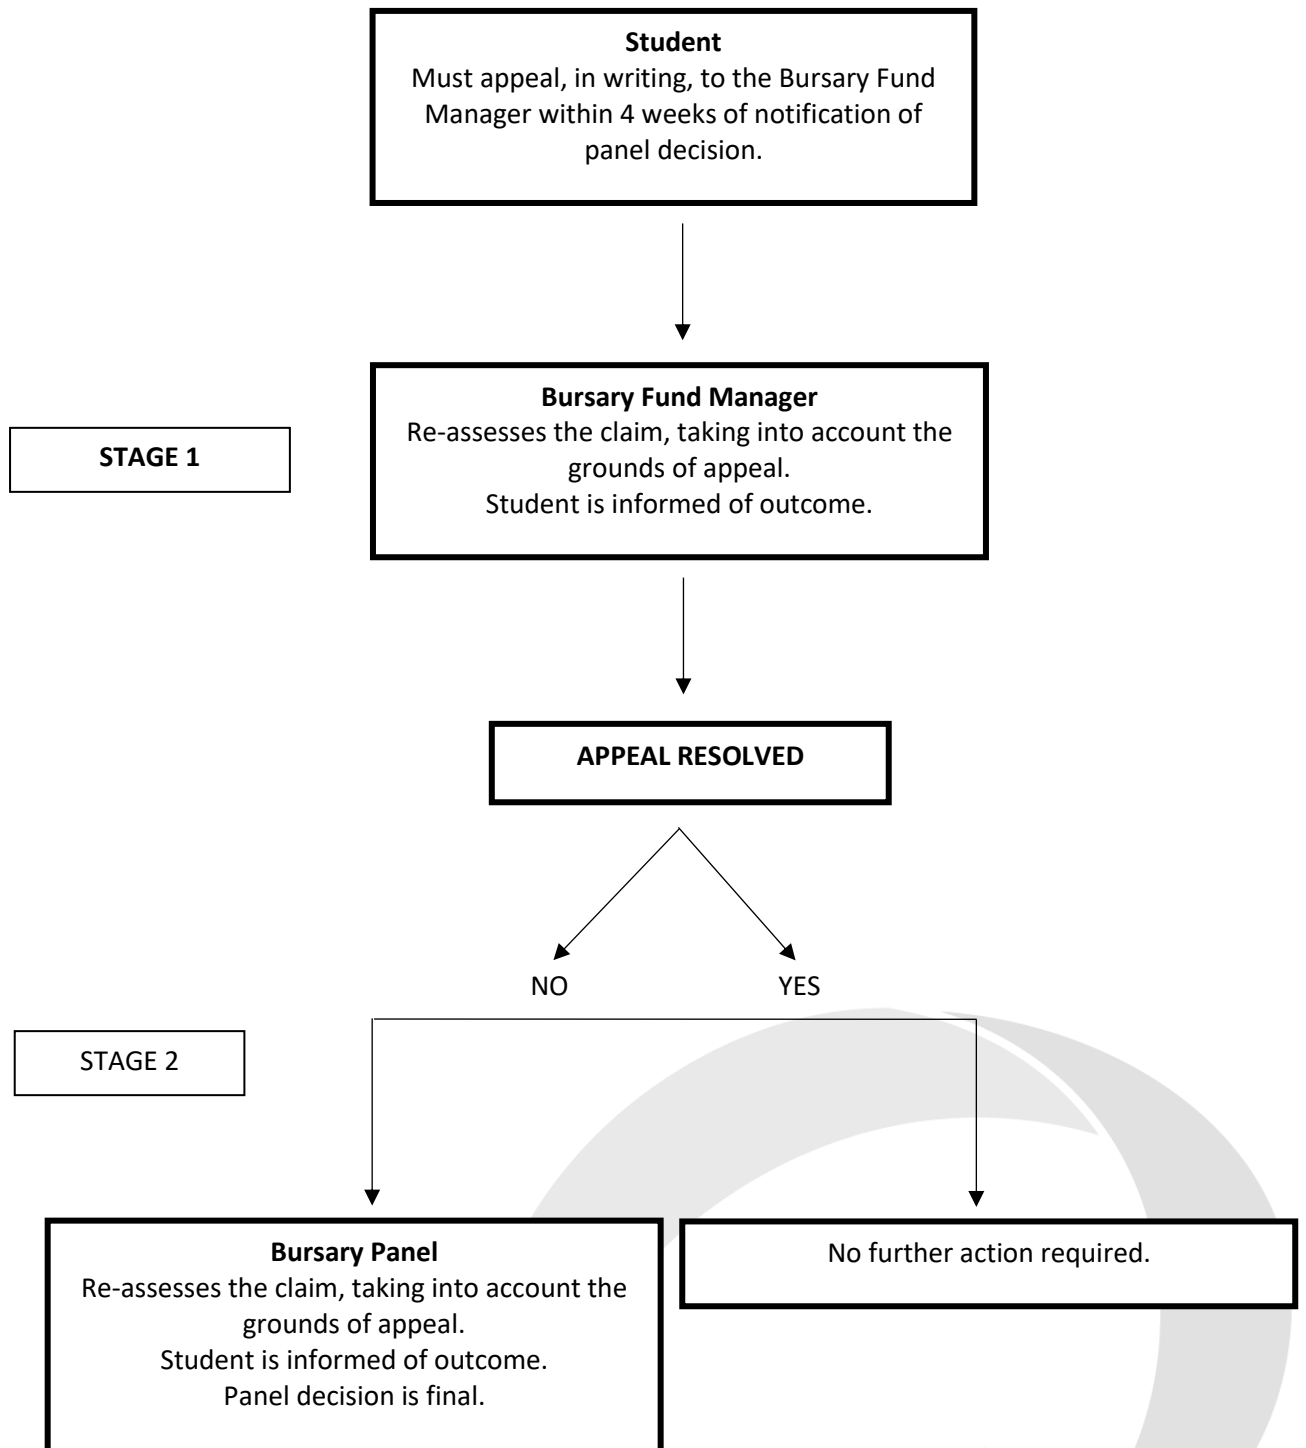 Student
Must appeal, in writing, to the Bursary Fund
Manager within 4 weeks of notification of
panel decision.
Bursary Fund Manager
Re-assesses the claim, taking into account the
grounds of appeal.
Student is informed of outcome.
STAGE 1
APPEAL RESOLVED
NO
YES
STAGE 2
Bursary Panel
Re-assesses the claim, taking into account the
grounds of appeal.
Student is informed of outcome.
Panel decision is final.
No further action required.